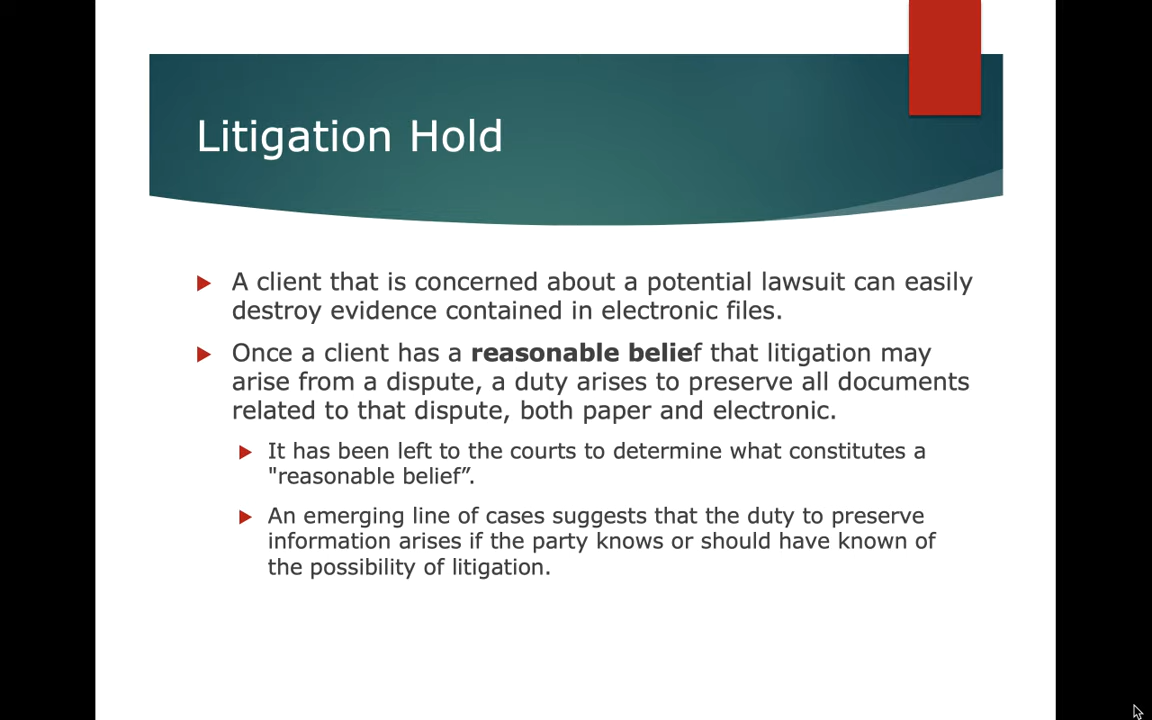 Litigation Hold
A client that is concerned about a potential lawsuit can easily
destroy evidence contained in electronic files.
Once a client has a reasonable belief that litigation may
arise from a dispute, a duty arises to preserve all documents
related to that dispute, both paper and electronic.
It has been left to the courts to determine what constitutes a
"reasonable belief”.
An emerging line of cases suggests that the duty to preserve
information arises if the party knows or should have known of
the possibility of litigation.